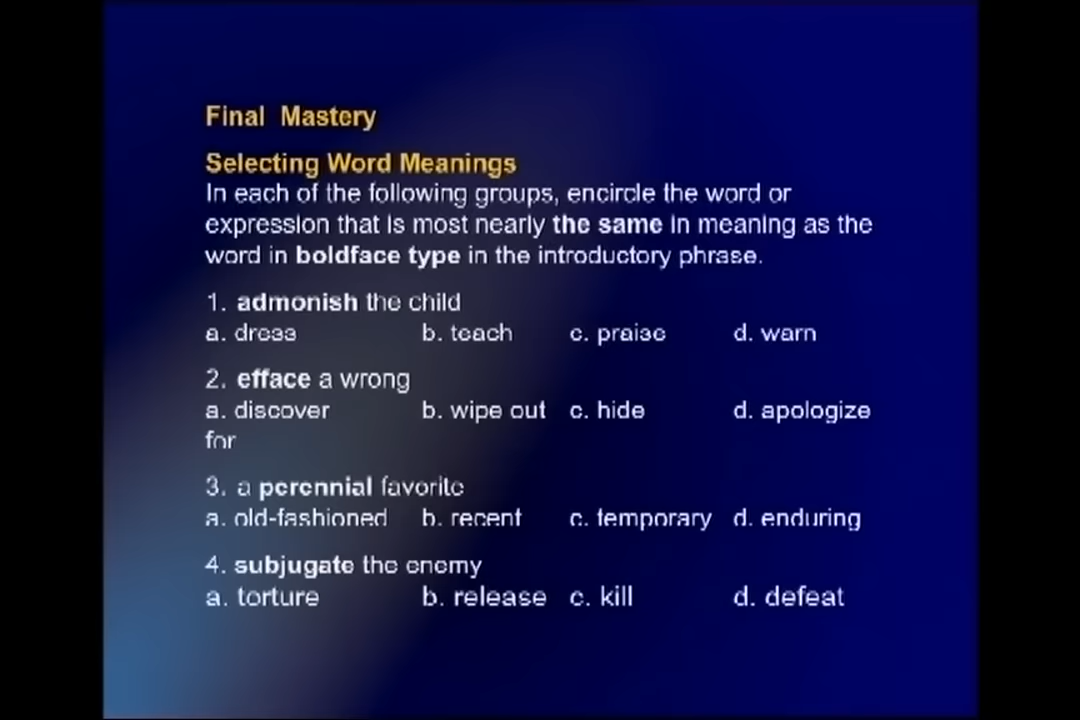 Final Mastery
Selecting Word Meanings
In each of the following groups, encircle the word or
expression that is most nearly the same in meaning as the
word in boldface type in the introductory phrase.
1. admonish the child
a. dress b. teach c. praise d. warn
2. efface a wrong
a. discover b. wipe out c. hide d. apologize
for
3. a perennial favorite
a. old-fashioned b. recent c. temporary d. enduring
4. subjugate the enemy
a. torture b. release c. kill d. defeat